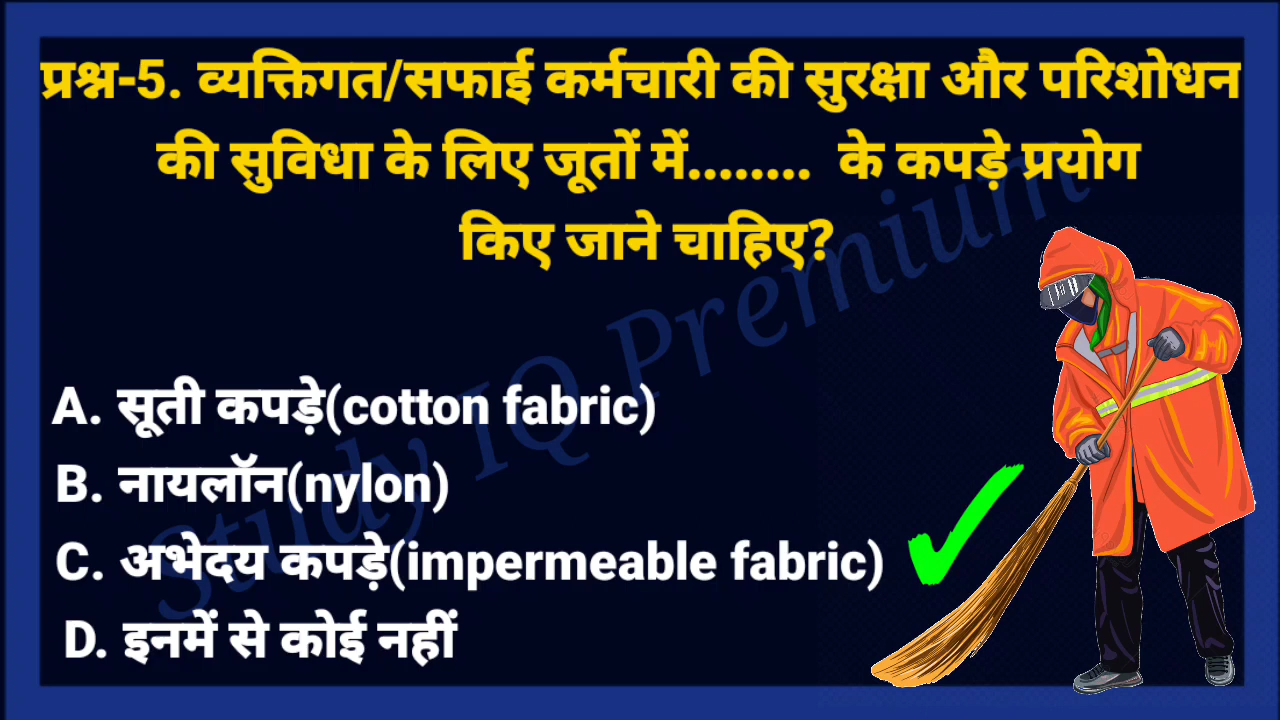 प्रश्न-5. व्यक्तिगत/सफाई कर्मचारी की सुरक्षा और परिशोधन
की सुविधा के लिए जूतों में........ के कपड़े प्रयोग
किए जाने चाहिए?
A. सूती कपड़े(cotton fabric)
B. नायलॉन(nylon)
C. अभेदय कपड़े(impermeable fabric)
D. इनमें से कोई नहीं
Study IQ Premium